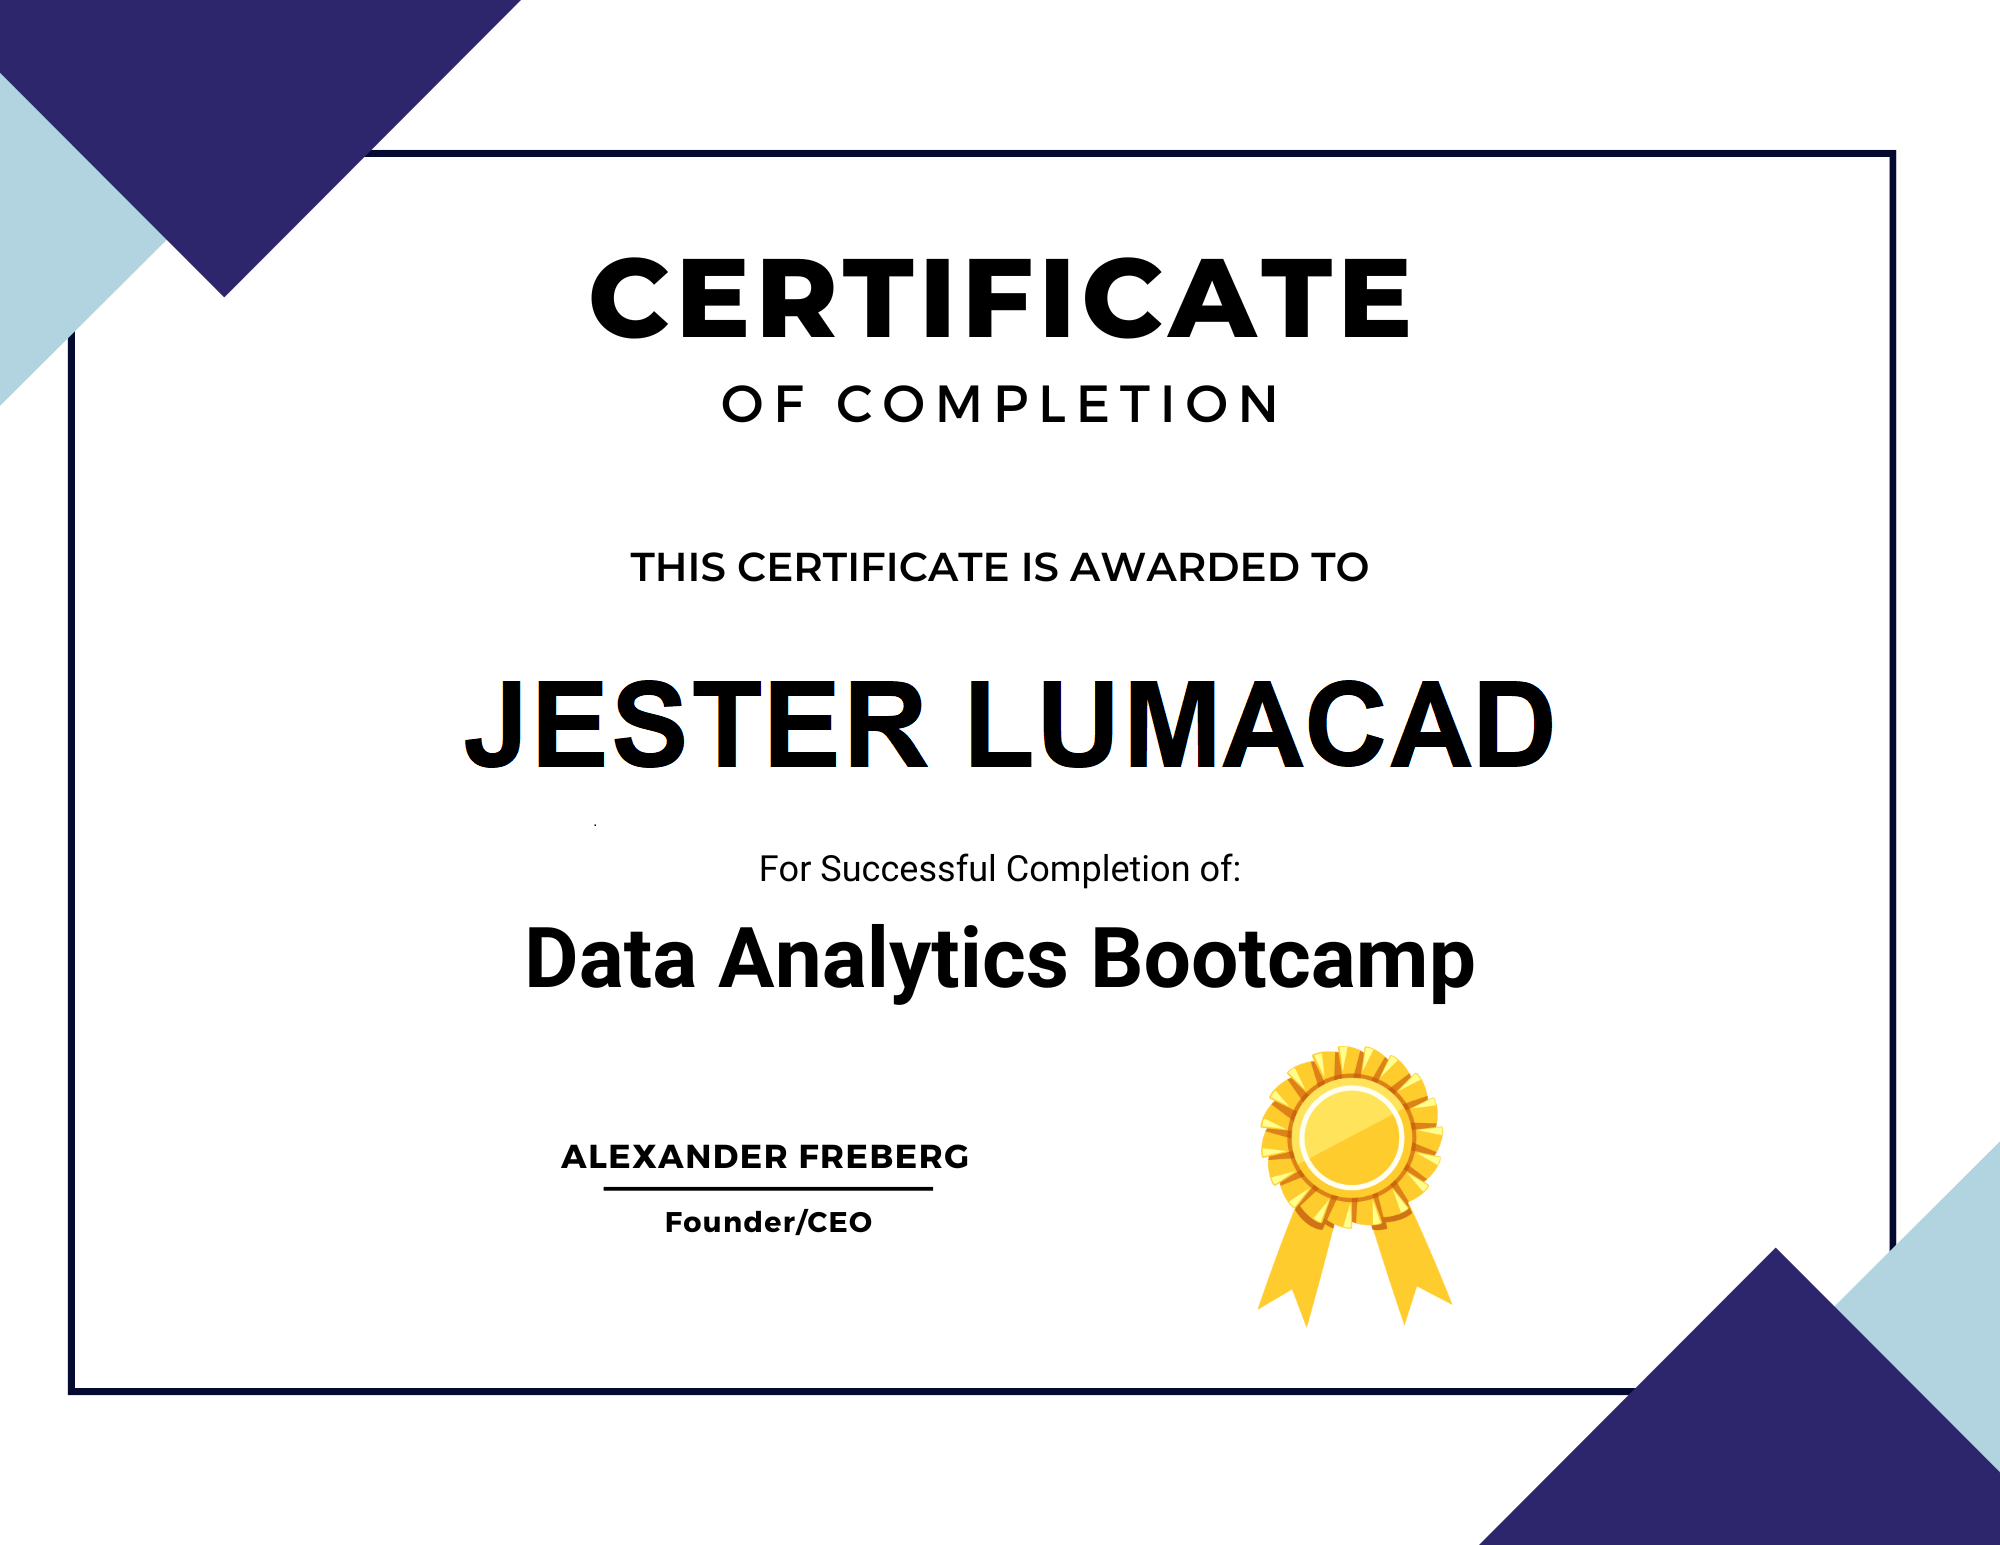 CERTIFICATE
OF COMPLETION
THIS CERTIFICATE IS AWARDED TO
JESTER LUMACAD
.
For Successful Completion of:
Data Analytics Bootcamp
ALEXANDER FREBERG
Founder/CEO